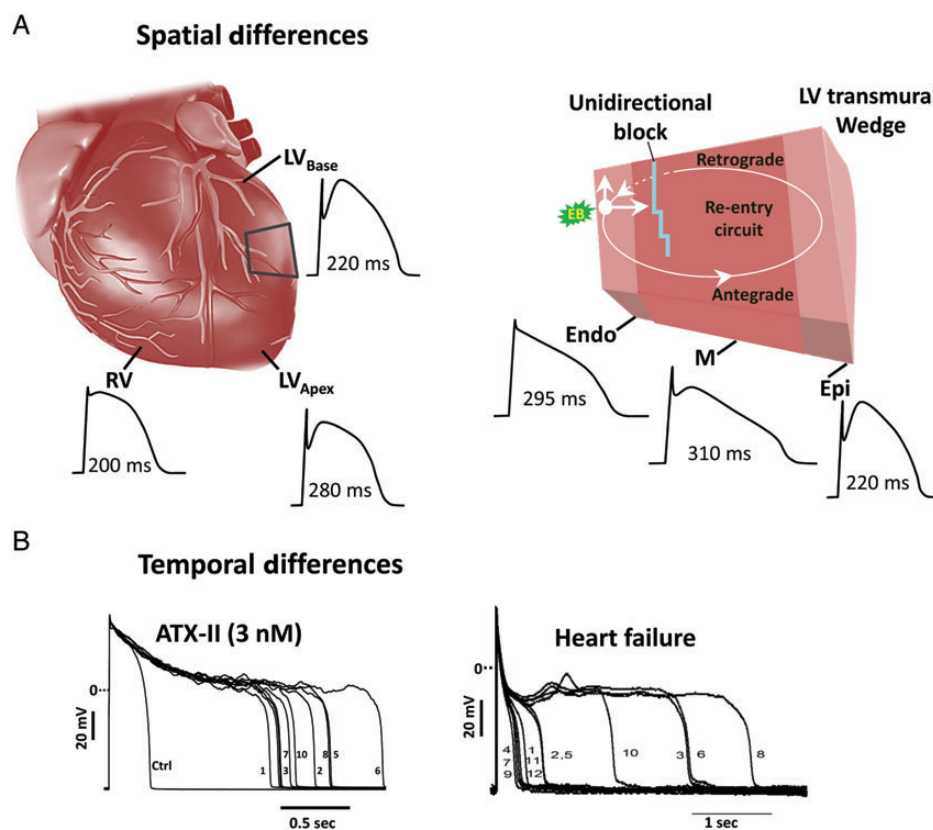 A
Spatial differences
LV Base
220 ms
RV
200 ms
LV Apex
280 ms
Unidirectional
block
LV transmural
Wedge
Retrograde
EB
Re-entry
circuit
Antegrade
Endo
M
Epi
295 ms
310 ms
220 ms
B
Temporal differences
ATX-II (3 nM)
0
20 mV
Ctrl
1
7
3
10
2
8
5
6
0.5 sec
Heart failure
0
20 mV
4
7
9
1
11
12
2,5
10
3
6
8
1 sec